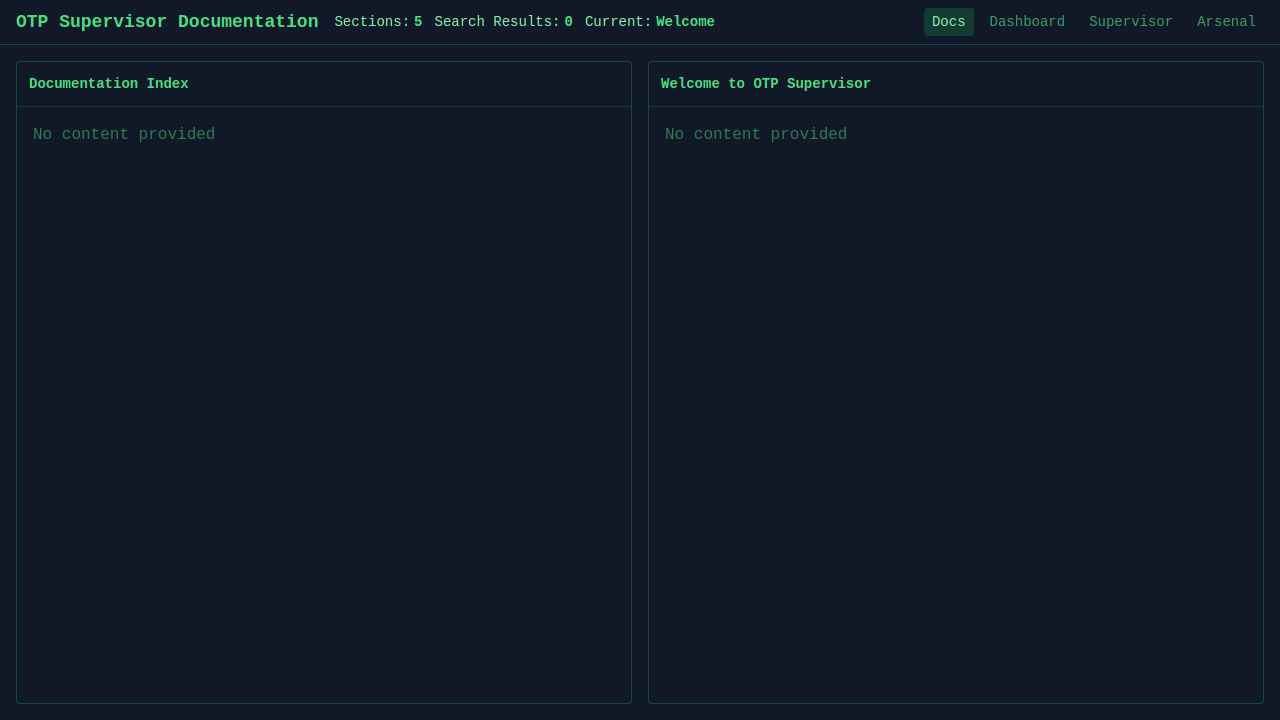 OTP Supervisor Documentation Sections: 5 Search Results: 0 Current: Welcome Docs Dashboard Supervisor Arsenal
Documentation Index
No content provided
Welcome to OTP Supervisor
No content provided